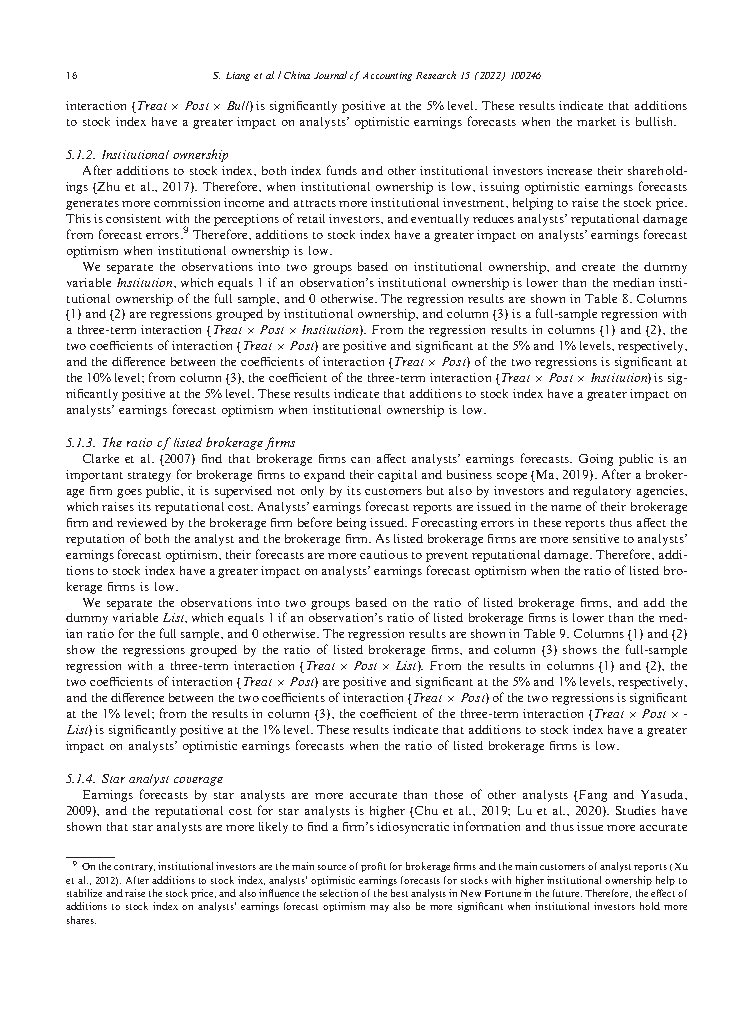 16 S. Liang et al. / China Journal of Accounting Research 15 (2022) 100246
interaction (Treat × Post × Bull) is significantly positive at the 5% level. These results indicate that additions
to stock index have a greater impact on analysts' optimistic earnings forecasts when the market is bullish.
5.1.2. Institutional ownership
After additions to stock index, both index funds and other institutional investors increase their sharehold-
ings (Zhu et al., 2017). Therefore, when institutional ownership is low, issuing optimistic earnings forecasts
generates more commission income and attracts more institutional investment, helping to raise the stock price.
This is consistent with the perceptions of retail investors, and eventually reduces analysts' reputational damage
from forecast errors.9 Therefore, additions to stock index have a greater impact on analysts' earnings forecast
optimism when institutional ownership is low.
We separate the observations into two groups based on institutional ownership, and create the dummy
variable Institution, which equals 1 if an observation's institutional ownership is lower than the median insti-
tutional ownership of the full sample, and 0 otherwise. The regression results are shown in Table 8. Columns
(1) and (2) are regressions grouped by institutional ownership, and column (3) is a full-sample regression with
a three-term interaction (Treat × Post × Institution). From the regression results in columns (1) and (2), the
two coefficients of interaction (Treat × Post) are positive and significant at the 5% and 1% levels, respectively,
and the difference between the coefficients of interaction (Treat × Post) of the two regressions is significant at
the 10% level; from column (3), the coefficient of the three-term interaction (Treat × Post × Institution) is sig-
nificantly positive at the 5% level. These results indicate that additions to stock index have a greater impact on
analysts' earnings forecast optimism when institutional ownership is low.
5.1.3. The ratio of listed brokerage firms
Clarke et al. (2007) find that brokerage firms can affect analysts' earnings forecasts. Going public is an
important strategy for brokerage firms to expand their capital and business scope (Ma, 2019). After a broker-
age firm goes public, it is supervised not only by its customers but also by investors and regulatory agencies,
which raises its reputational cost. Analysts' earnings forecast reports are issued in the name of their brokerage
firm and reviewed by the brokerage firm before being issued. Forecasting errors in these reports thus affect the
reputation of both the analyst and the brokerage firm. As listed brokerage firms are more sensitive to analysts'
earnings forecast optimism, their forecasts are more cautious to prevent reputational damage. Therefore, addi-
tions to stock index have a greater impact on analysts' earnings forecast optimism when the ratio of listed bro-
kerage firms is low.
We separate the observations into two groups based on the ratio of listed brokerage firms, and add the
dummy variable List, which equals 1 if an observation's ratio of listed brokerage firms is lower than the med-
ian ratio for the full sample, and 0 otherwise. The regression results are shown in Table 9. Columns (1) and (2)
show the regressions grouped by the ratio of listed brokerage firms, and column (3) shows the full-sample
regression with a three-term interaction (Treat × Post × List). From the results in columns (1) and (2), the
two coefficients of interaction (Treat × Post) are positive and significant at the 5% and 1% levels, respectively,
and the difference between the two coefficients of interaction (Treat × Post) of the two regressions is significant
at the 1% level; from the results in column (3), the coefficient of the three-term interaction (Treat × Post × -
List) is significantly positive at the 1% level. These results indicate that additions to stock index have a greater
impact on analysts' optimistic earnings forecasts when the ratio of listed brokerage firms is low.
5.1.4. Star analyst coverage
Earnings forecasts by star analysts are more accurate than those of other analysts (Fang and Yasuda,
2009), and the reputational cost for star analysts is higher (Chu et al., 2019; Lu et al., 2020). Studies have
shown that star analysts are more likely to find a firm's idiosyncratic information and thus issue more accurate
9 On the contrary, institutional investors are the main source of profit for brokerage firms and the main customers of analyst reports (Xu
et al., 2012). After additions to stock index, analysts' optimistic earnings forecasts for stocks with higher institutional ownership help to
stabilize and raise the stock price, and also influence the selection of the best analysts in New Fortune in the future. Therefore, the effect of
additions to stock index on analysts' earnings forecast optimism may also be more significant when institutional investors hold more
shares.